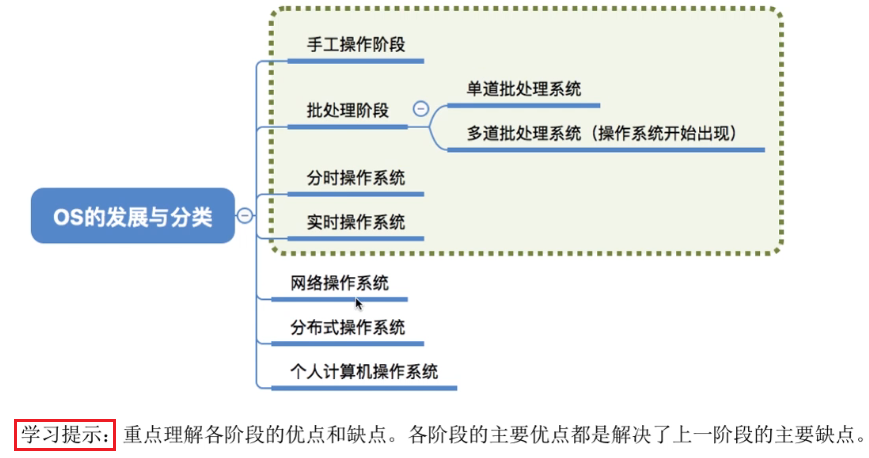 手工操作阶段
单道批处理系统
批处理阶段
多道批处理系统（操作系统开始出现）
分时操作系统
OS的发展与分类
实时操作系统
网络操作系统
分布式操作系统
个人计算机操作系统
学习提示：重点理解各阶段的优点和缺点。各阶段的主要优点都是解决了上一阶段的主要缺点。